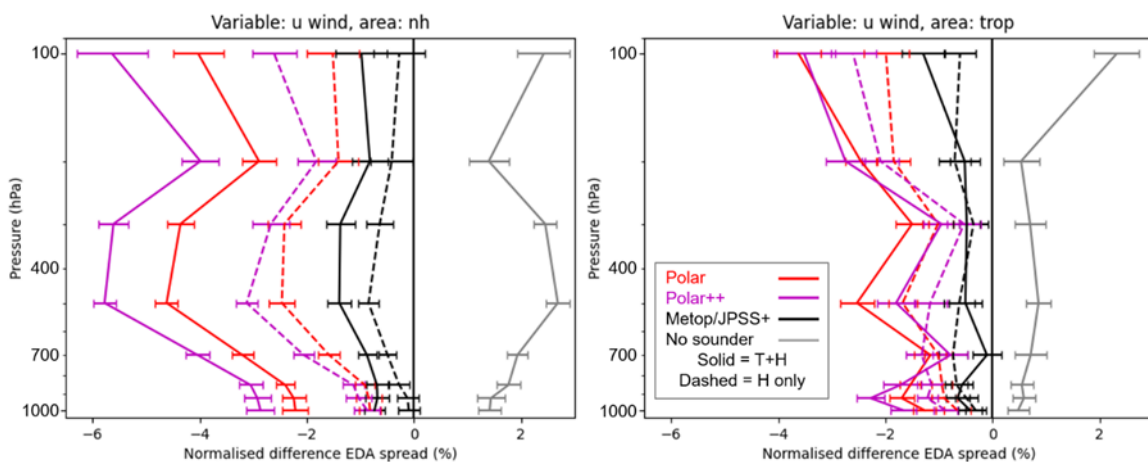 Variable: u wind, area: nh
100
400
700
1000
Pressure (hPa)
−6
−4
−2
0
2
Normalised difference EDA spread (%)
Variable: u wind, area: trop
100
400
700
1000
Pressure (hPa)
−6
−4
−2
0
2
Normalised difference EDA spread (%)
Polar
Polar++
Metop/JPSS+
No sounder
Solid = T+H
Dashed = H only